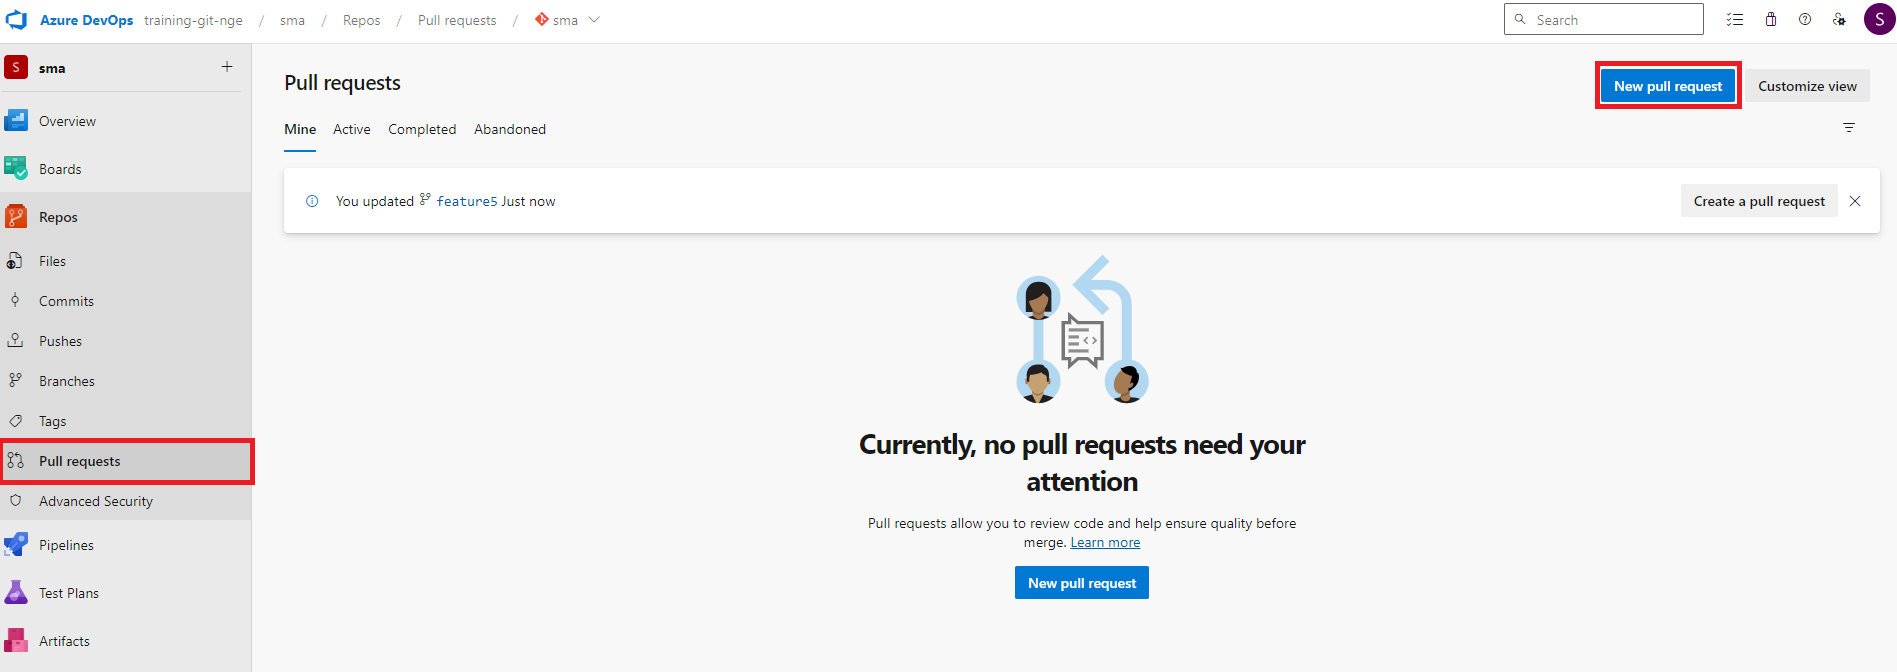 Azure DevOps training-git-nge / sma / Repos / Pull requests / sma
Search
S
S sma +
Overview
Boards
Repos
Files
Commits
Pushes
Branches
Tags
Pull requests
Advanced Security
Pipelines
Test Plans
Artifacts
Pull requests
New pull request
Customize view
Mine Active Completed Abandoned
You updated feature5 Just now
Create a pull request
Currently, no pull requests need your
attention
Pull requests allow you to review code and help ensure quality before
merge. Learn more
New pull request